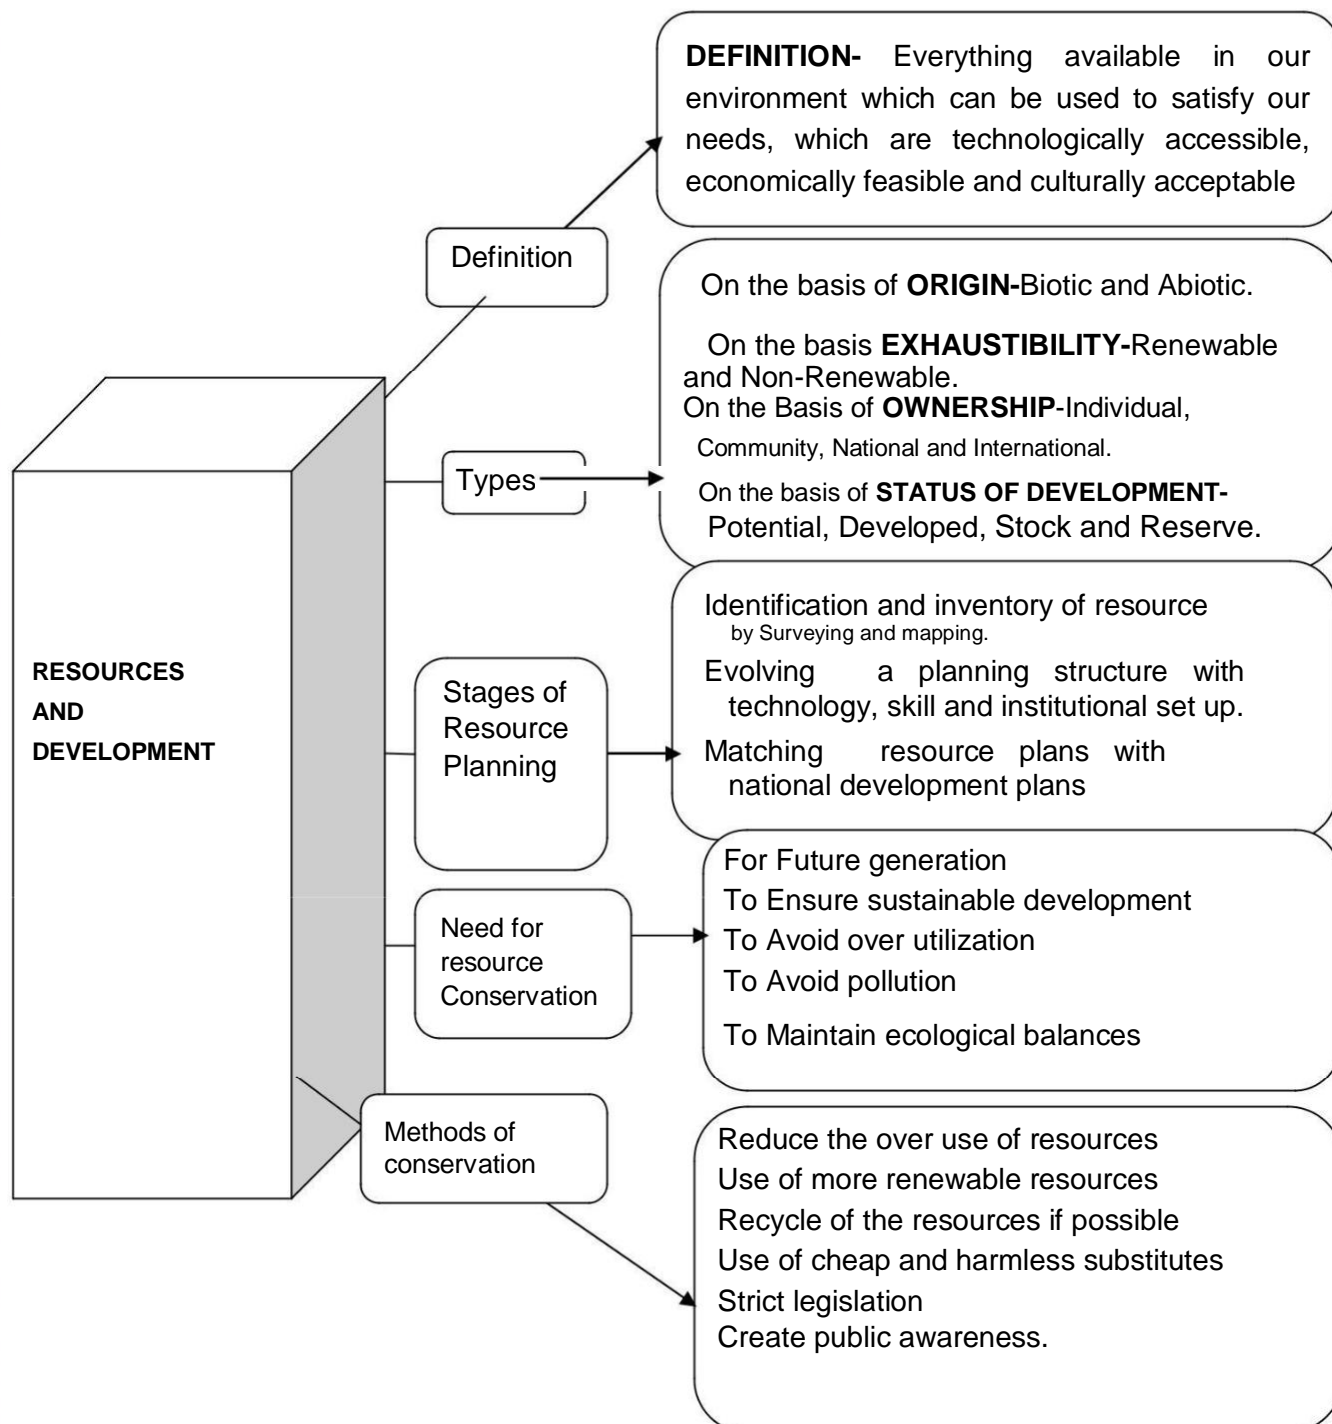 DEFINITION- Everything available in our
environment which can be used to satisfy our
needs, which are technologically accessible,
economically feasible and culturally acceptable
Definition
On the basis of ORIGIN-Biotic and Abiotic.
On the basis EXHAUSTIBILITY-Renewable
and Non-Renewable.
On the Basis of OWNERSHIP-Individual,
Community, National and International.
On the basis of STATUS OF DEVELOPMENT-
Potential, Developed, Stock and Reserve.
Types
RESOURCES
AND
DEVELOPMENT
Stages of
Resource
Planning
Identification and inventory of resource
by Surveying and mapping.
Evolving a planning structure with
technology, skill and institutional set up.
Matching resource plans with
national development plans
Need for
resource
Conservation
For Future generation
To Ensure sustainable development
To Avoid over utilization
To Avoid pollution
To Maintain ecological balances
Methods of
conservation
Reduce the over use of resources
Use of more renewable resources
Recycle of the resources if possible
Use of cheap and harmless substitutes
Strict legislation
Create public awareness.